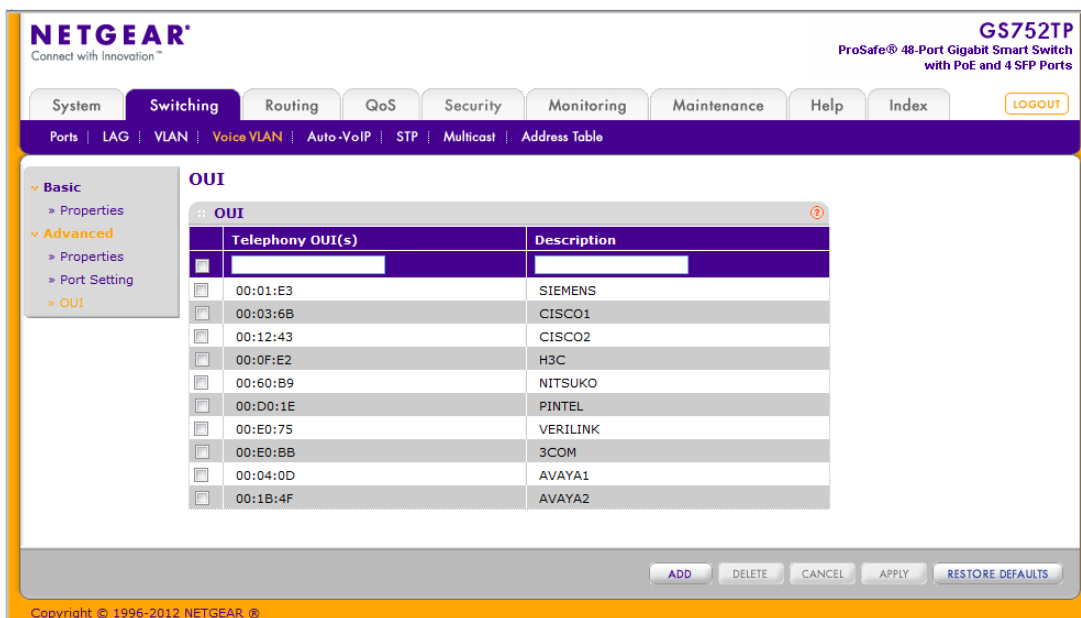 NETGEAR®
Connect with Innovation™
GS752TP
ProSafe® 48-Port Gigabit Smart Switch
with PoE and 4 SFP Ports
System Switching Routing QoS Security Monitoring Maintenance Help Index LOGOUT
Ports | LAG | VLAN | Voice VLAN | Auto-VoIP | STP | Multicast | Address Table
Basic
» Properties
Advanced
» Properties
» Port Setting
» OUI
OUI
OUI ?
Telephony OUI(s) Description
00:01:E3 SIEMENS
00:03:6B CISCO1
00:12:43 CISCO2
00:0F:E2 H3C
00:60:B9 NITSUKO
00:D0:1E PINTEL
00:E0:75 VERILINK
00:E0:BB 3COM
00:04:0D AVAYA1
00:1B:4F AVAYA2
ADD DELETE CANCEL APPLY RESTORE DEFAULTS
Copyright © 1996-2012 NETGEAR ®